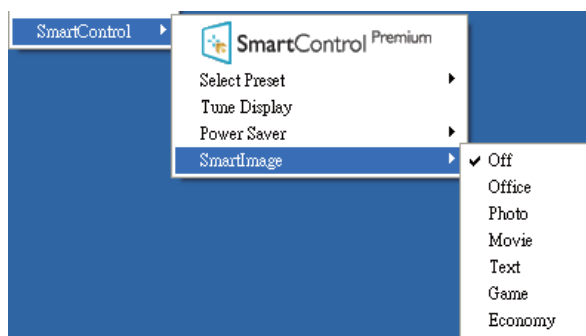 SmartControl
SmartControl Premium
Select Preset
Tune Display
Power Saver
SmartImage
Off
Office
Photo
Movie
Text
Game
Economy